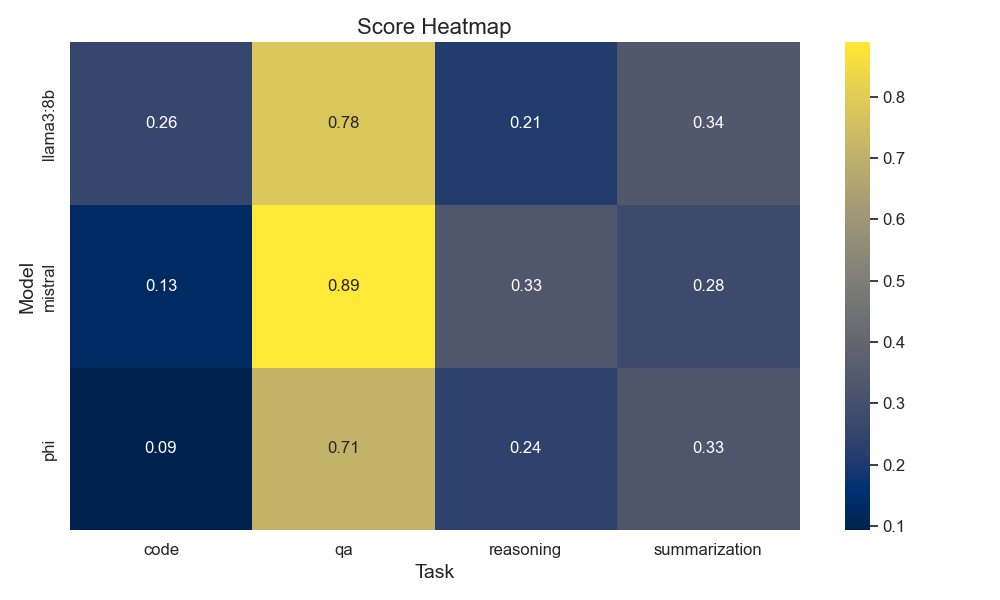 Score Heatmap
llama3:8b
0.26 0.78 0.21 0.34
mistral
0.13 0.89 0.33 0.28
phi
0.09 0.71 0.24 0.33
Model
code qa reasoning summarization
Task
0.8
0.7
0.6
0.5
0.4
0.3
0.2
0.1